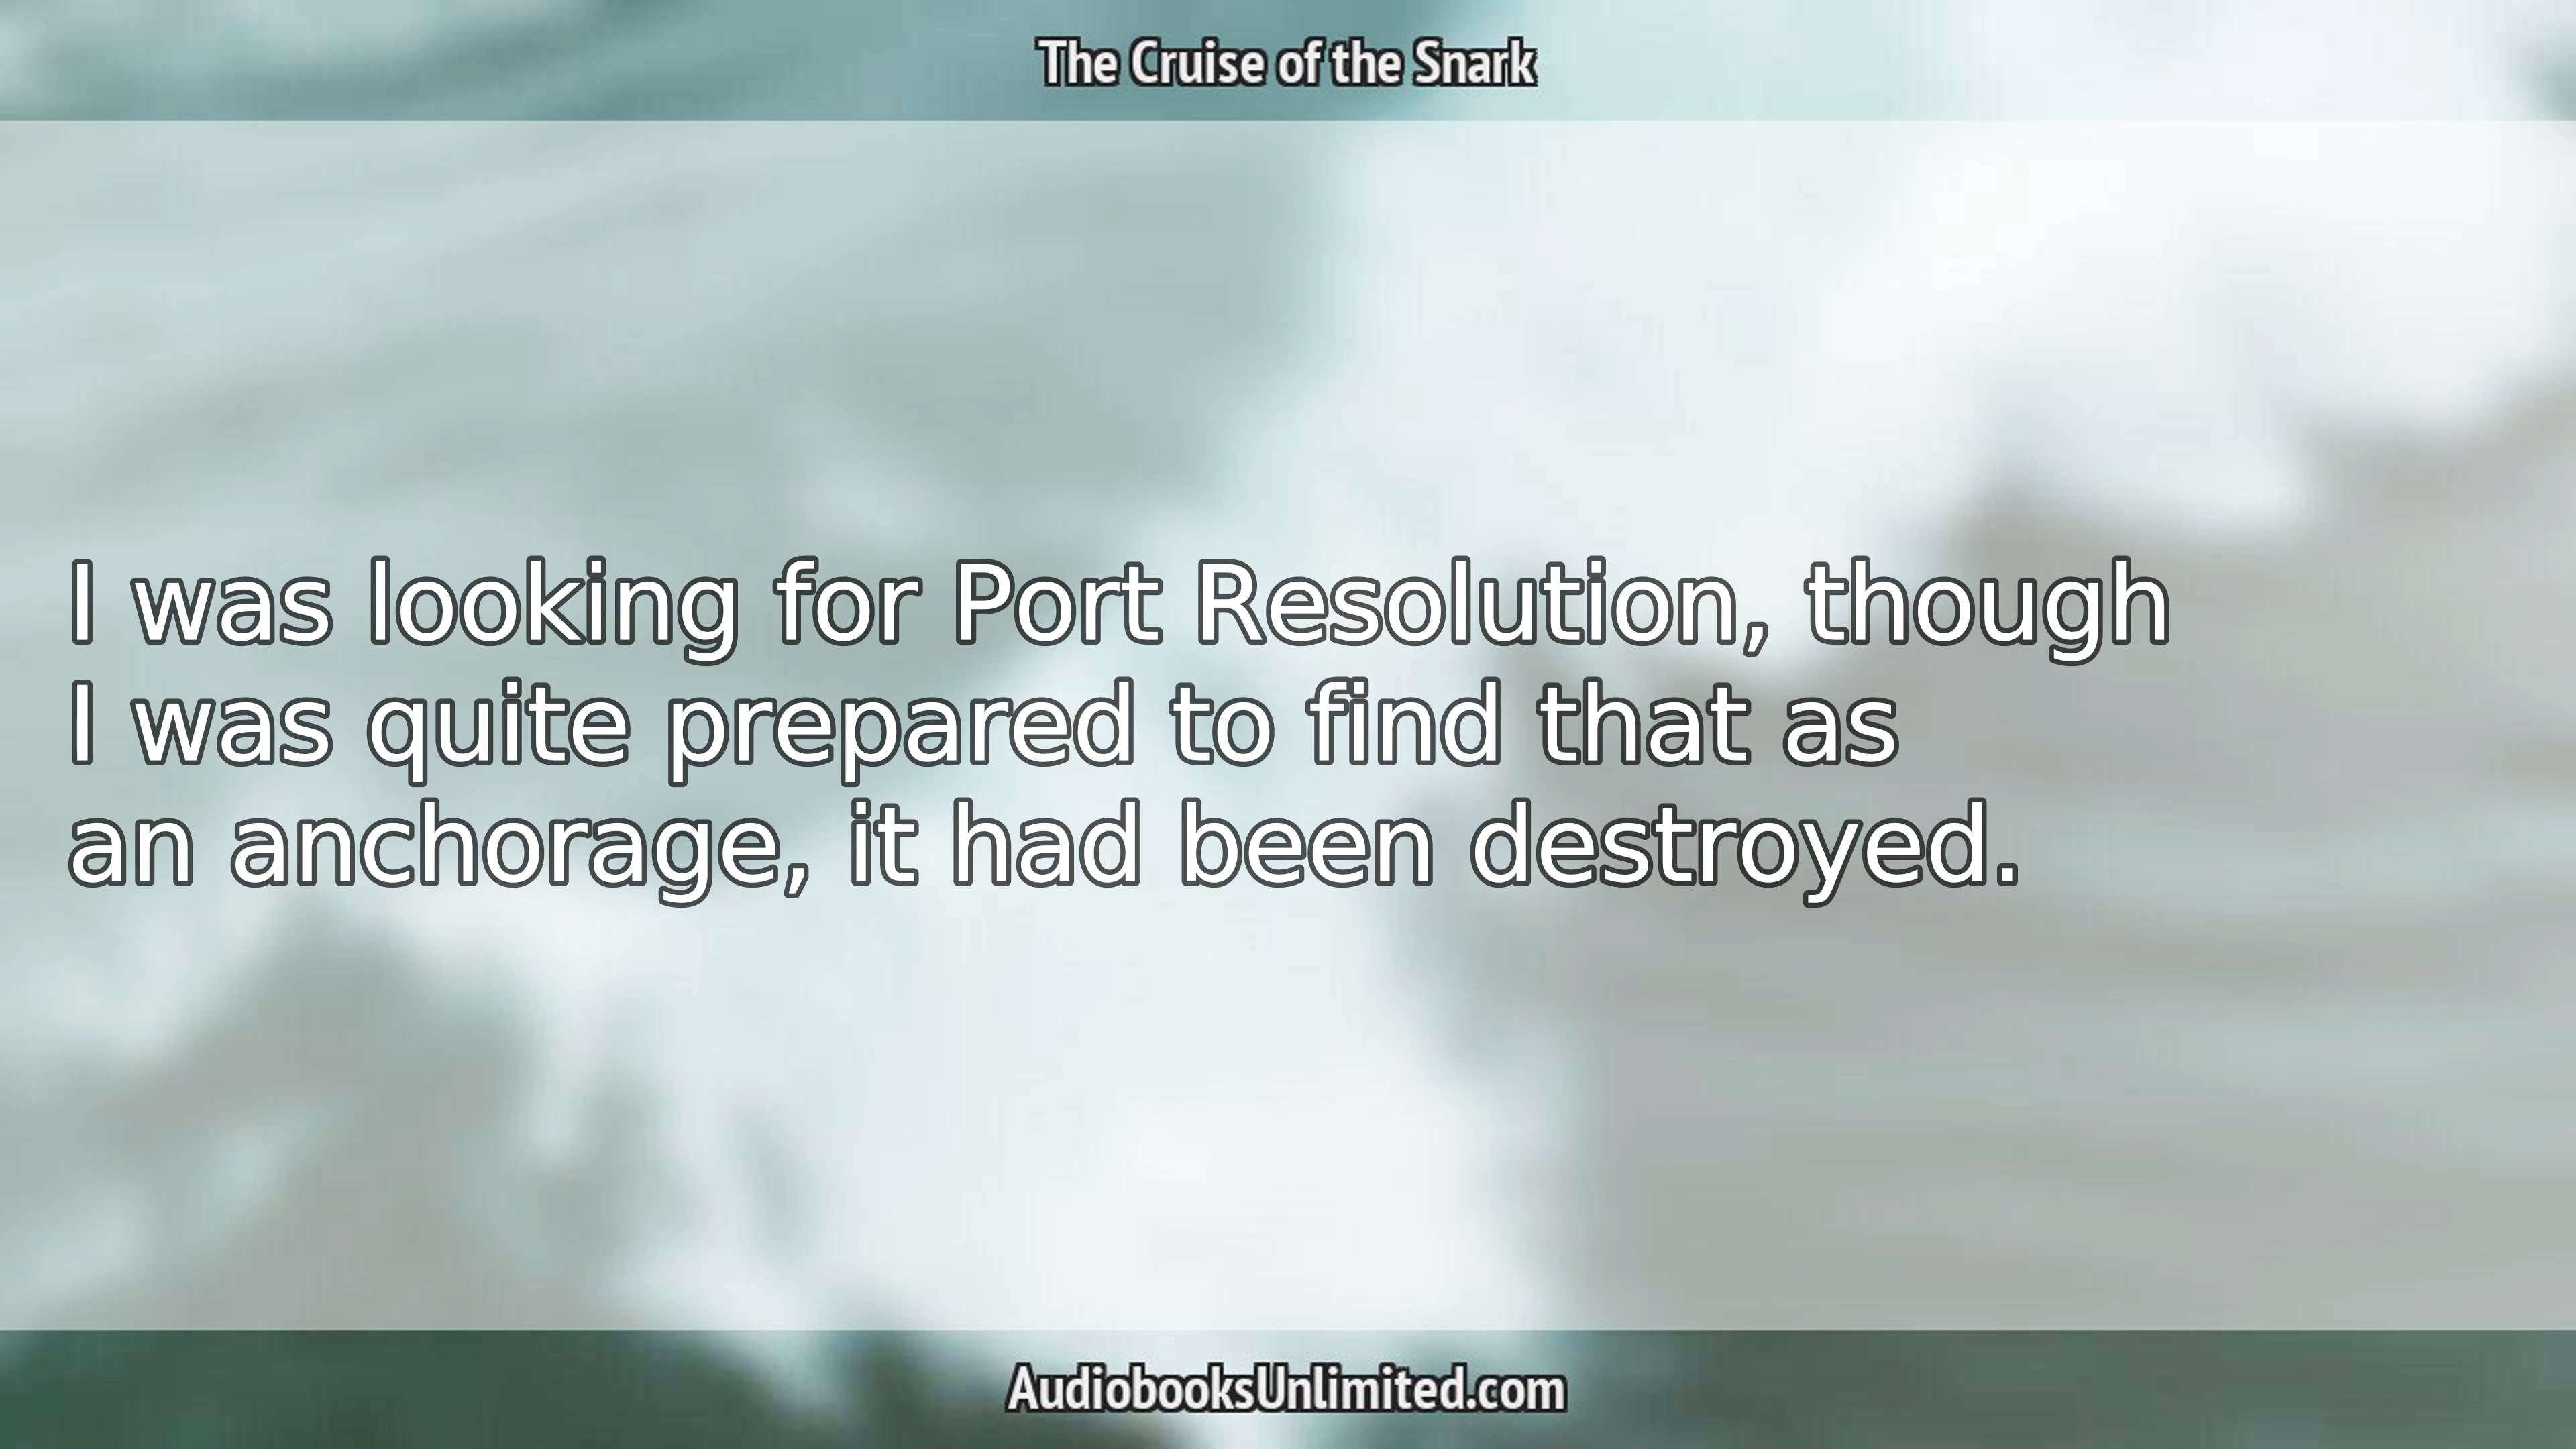 The Cruise of the Snark
I was looking for Port Resolution, though
I was quite prepared to find that as
an anchorage, it had been destroyed.
AudiobooksUnlimited.com